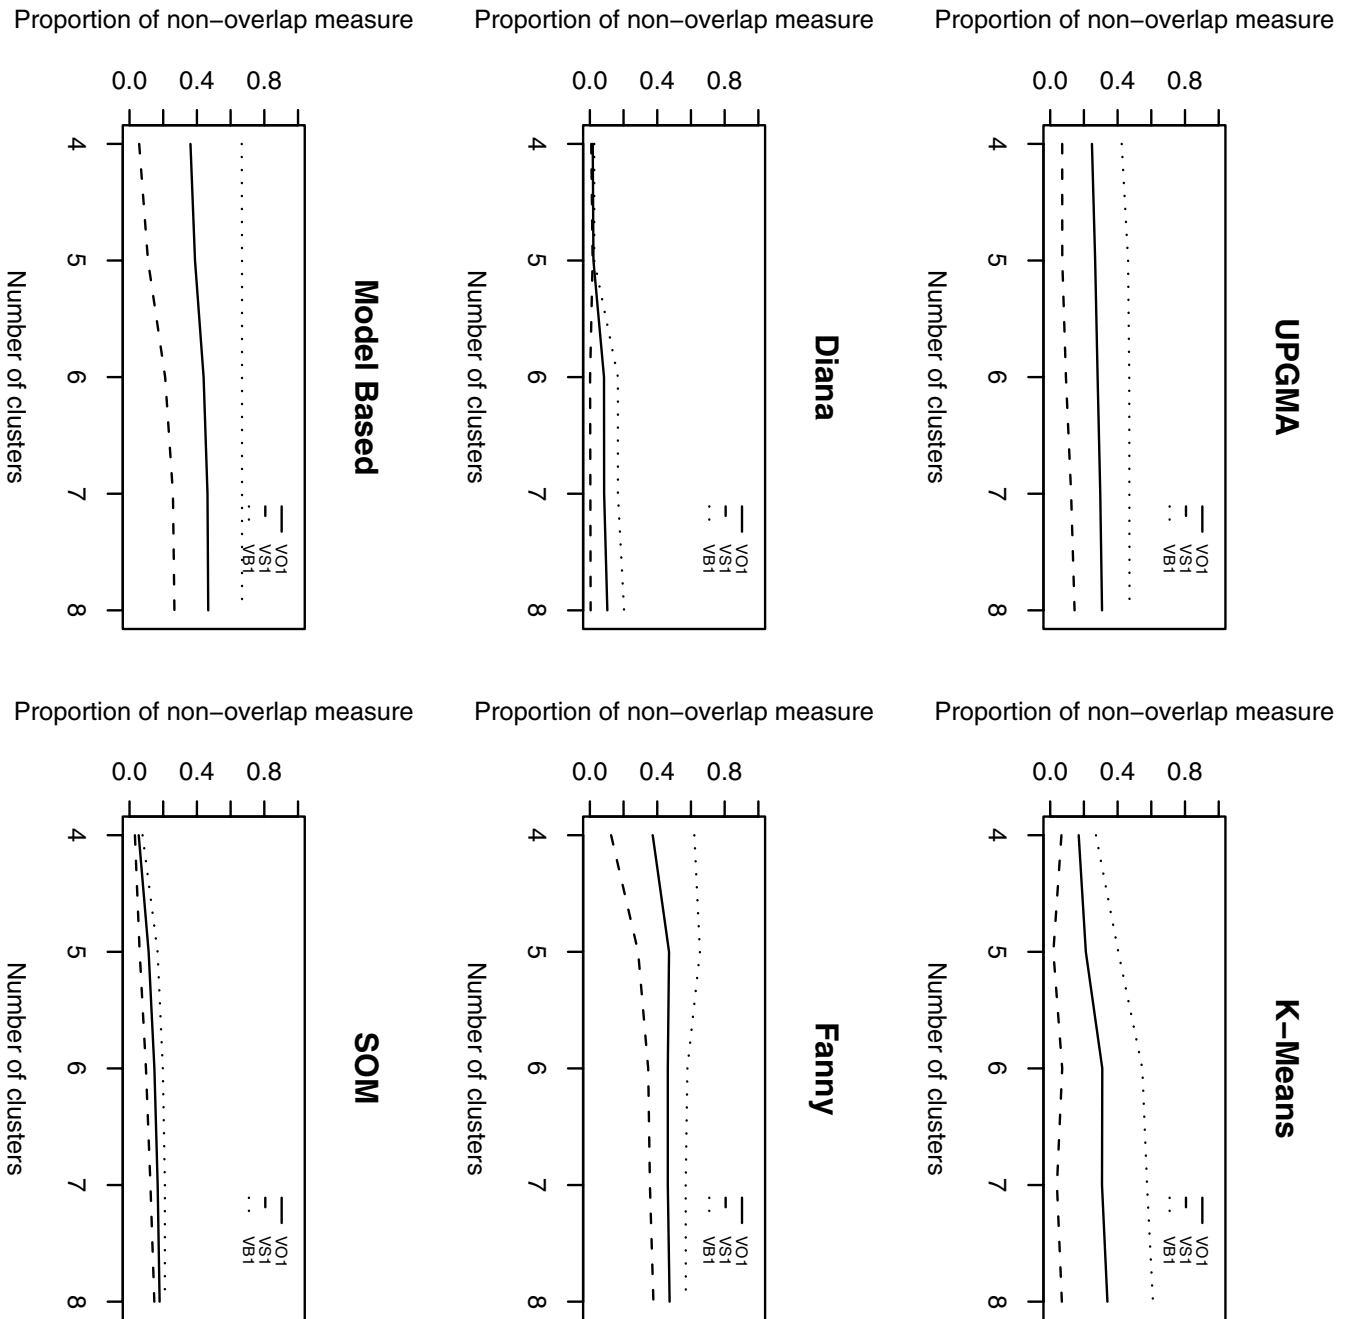 UPGMA
Proportion of non−overlap measure
0.0 0.4 0.8
VO1
VS1
VB1
4 5 6 7 8
Number of clusters
K−Means
Proportion of non−overlap measure
0.0 0.4 0.8
VO1
VS1
VB1
4 5 6 7 8
Number of clusters
Diana
Proportion of non−overlap measure
0.0 0.4 0.8
VO1
VS1
VB1
4 5 6 7 8
Number of clusters
Fanny
Proportion of non−overlap measure
0.0 0.4 0.8
VO1
VS1
VB1
4 5 6 7 8
Number of clusters
Model Based
Proportion of non−overlap measure
0.0 0.4 0.8
VO1
VS1
VB1
4 5 6 7 8
Number of clusters
SOM
Proportion of non−overlap measure
0.0 0.4 0.8
VO1
VS1
VB1
4 5 6 7 8
Number of clusters